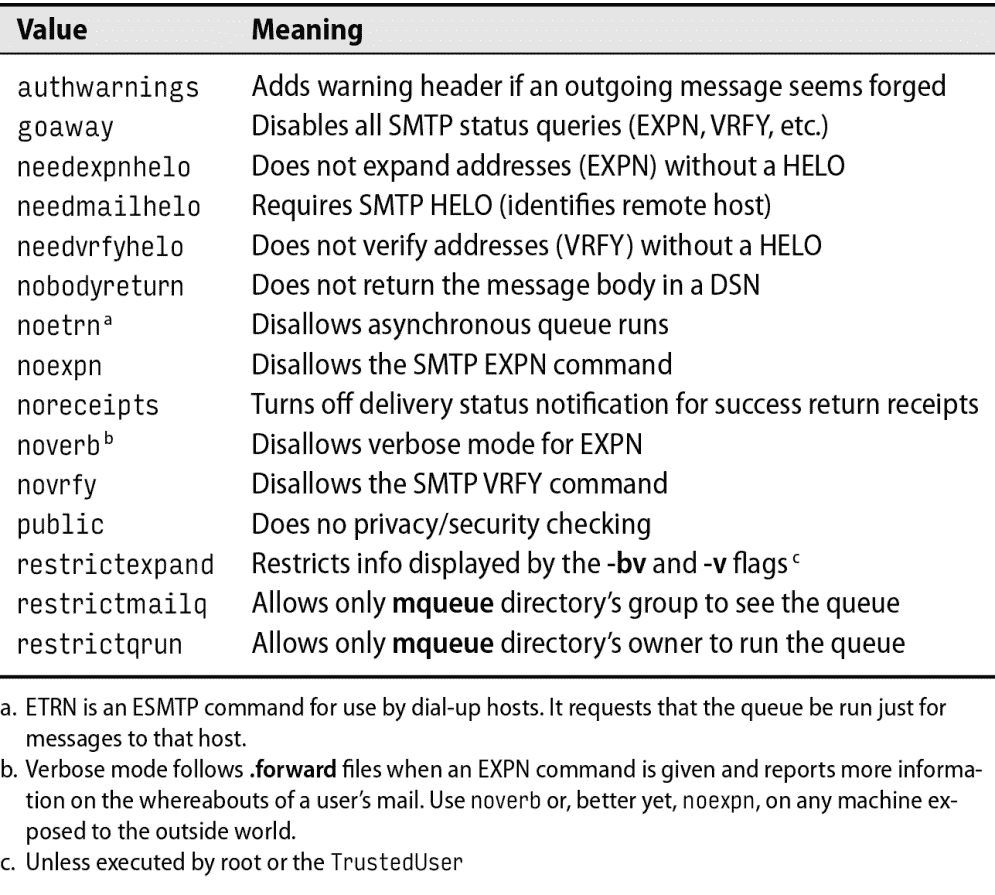 Value Meaning
authwarnings Adds warning header if an outgoing message seems forged
goaway Disables all SMTP status queries (EXPN, VRFY, etc.)
needexpnhelo Does not expand addresses (EXPN) without a HELO
needmailhelo Requires SMTP HELO (identifies remote host)
needvrfyhelo Does not verify addresses (VRFY) without a HELO
nobodyreturn Does not return the message body in a DSN
noetrn a Disallows asynchronous queue runs
noexpn Disallows the SMTP EXPN command
noreceipts Turns off delivery status notification for success return receipts
noverb b Disallows verbose mode for EXPN
novrfy Disallows the SMTP VRFY command
public Does no privacy/security checking
restrictexpand Restricts info displayed by the -bv and -v flags c
restrictmailq Allows only mqueue directory's group to see the queue
restrictqrun Allows only mqueue directory's owner to run the queue
a. ETRN is an ESMTP command for use by dial-up hosts. It requests that the queue be run just for
messages to that host.
b. Verbose mode follows .forward files when an EXPN command is given and reports more informa-
tion on the whereabouts of a user's mail. Use noverb or, better yet, noexpn, on any machine ex-
posed to the outside world.
c. Unless executed by root or the TrustedUser